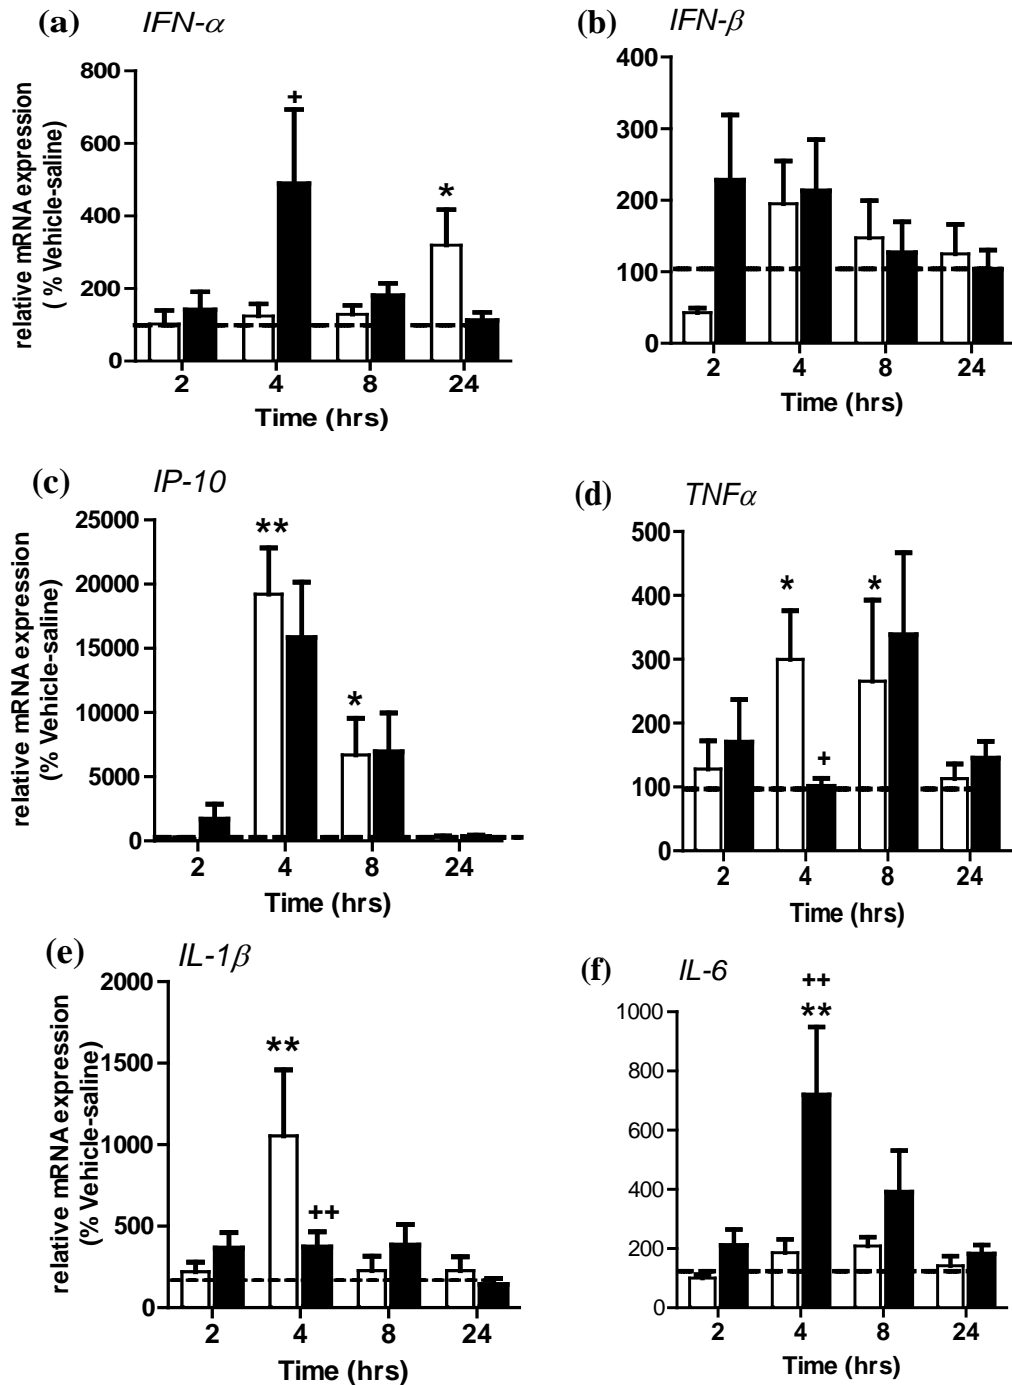 (a) IFN-α
relative mRNA expression
( % Vehicle-saline)
800
600
400
200
0
+
*
2 4 8 24
Time (hrs)
(b) IFN-β
400
300
200
100
0
2 4 8 24
Time (hrs)
(c) IP-10
relative mRNA expression
(% Vehicle-saline)
25000
20000
15000
10000
5000
0
**
*
2 4 8 24
Time (hrs)
(d) TNFα
500
400
300
200
100
0
* *
+
2 4 8 24
Time (hrs)
(e) IL-1β
relative mRNA expression
(% Vehicle-saline)
2000
1500
1000
500
0
**
++
2 4 8 24
Time (hrs)
(f) IL-6
1000
800
600
400
200
0
++
**
2 4 8 24
Time (hrs)